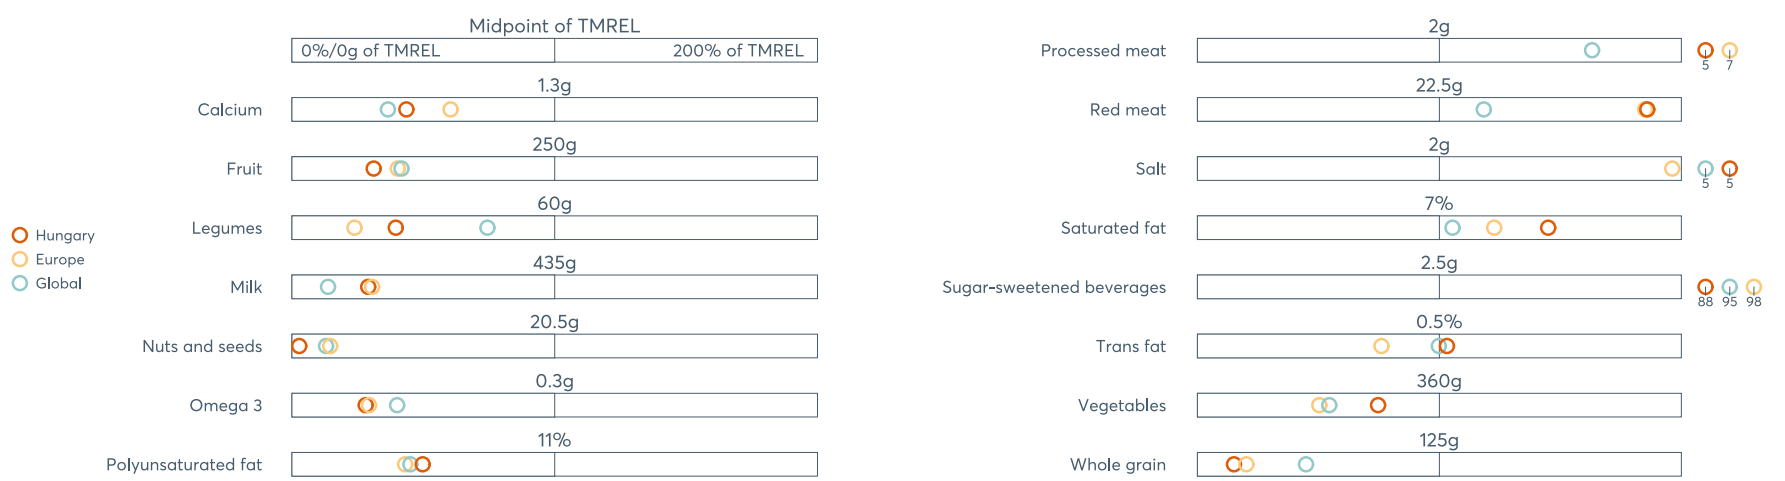 Midpoint of TMREL
0%/0g of TMREL 200% of TMREL
1.3g
Calcium
250g
Fruit
60g
Legumes
435g
Milk
20.5g
Nuts and seeds
0.3g
Omega 3
11%
Polyunsaturated fat
Hungary
Europe
Global
2g
Processed meat
5 7
22.5g
Red meat
2g
Salt
5 5
7%
Saturated fat
2.5g
Sugar-sweetened beverages
88 95 98
0.5%
Trans fat
360g
Vegetables
125g
Whole grain